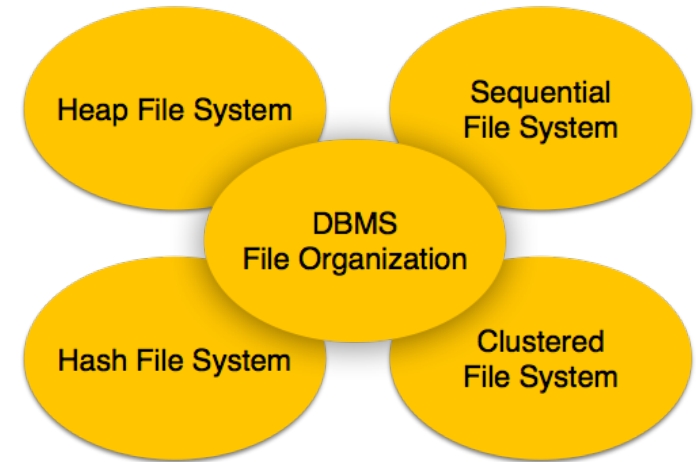 Heap File System
Sequential
File System
DBMS
File Organization
Hash File System
Clustered
File System